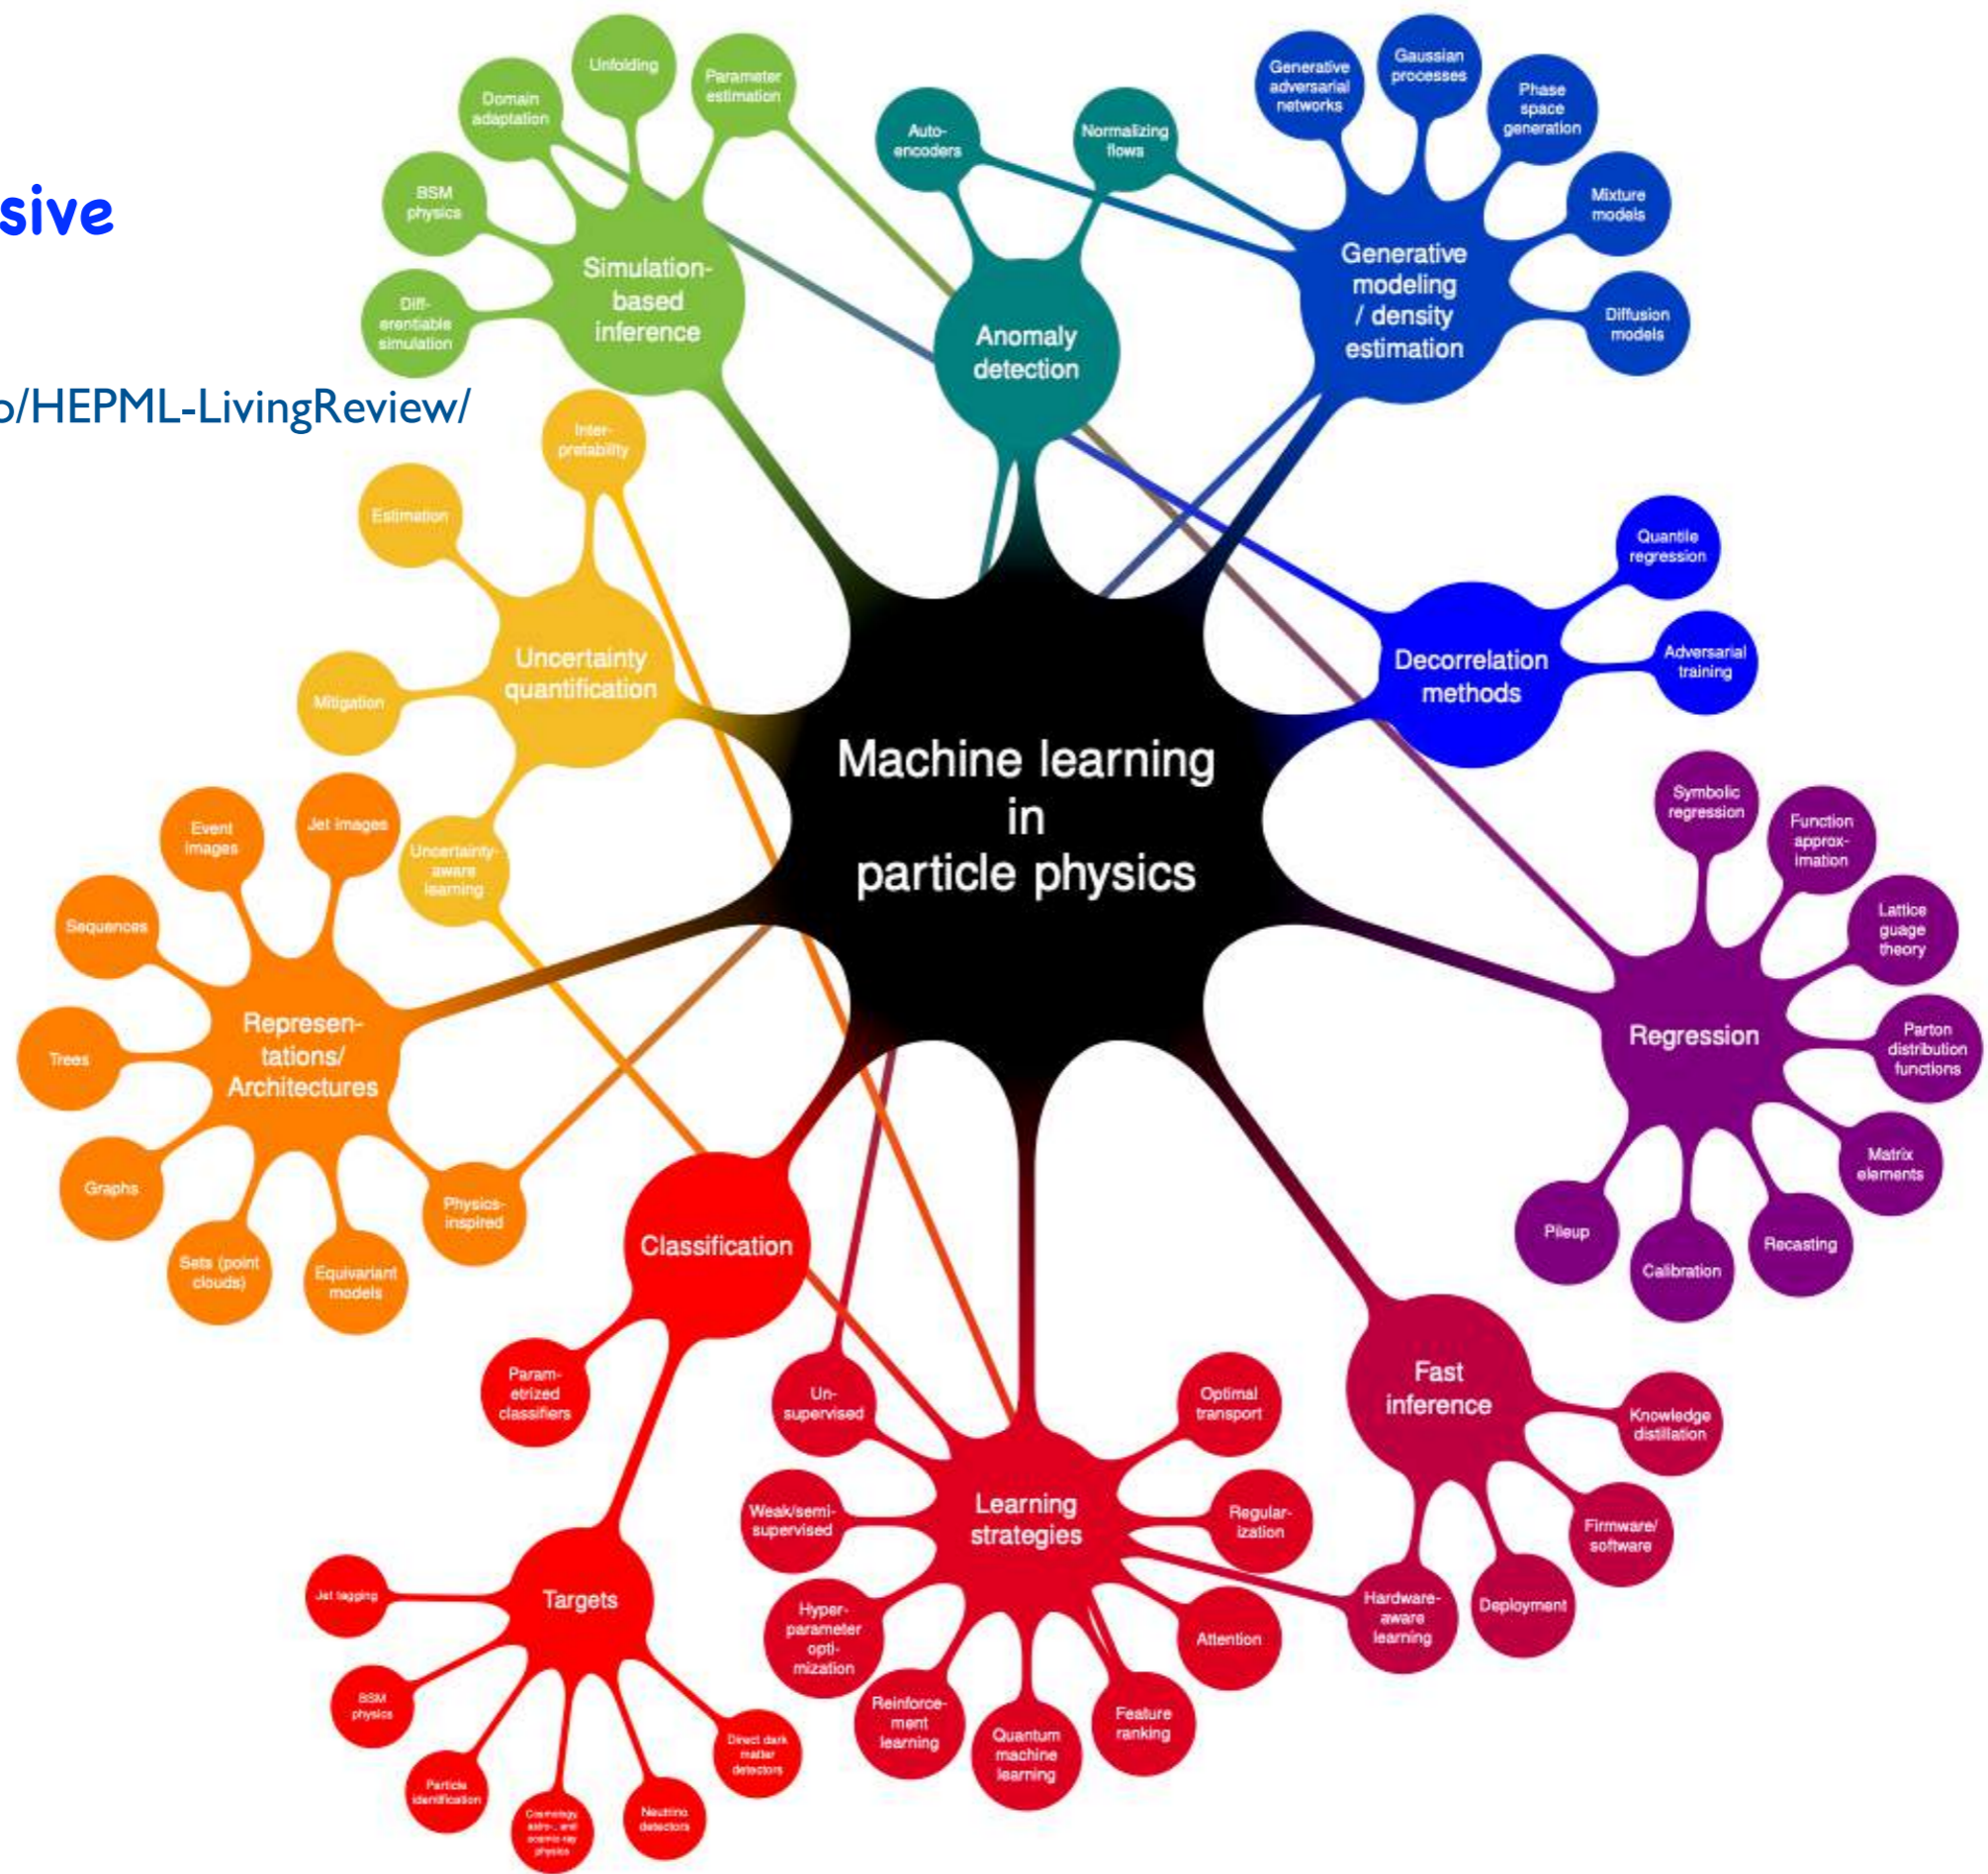 sive
o/HEPML-LivingReview/
Machine learning
in
particle physics
Simulation-
based
inference
Diff-
erentiable
simulation
BSM
physics
Domain
adaptation
Unfolding
Parameter
estimation
Anomaly
detection
Auto-
encoders
Normalizing
flows
Generative
modeling
/ density
estimation
Generative
adversarial
networks
Gaussian
processes
Phase
space
generation
Mixture
models
Diffusion
models
Decorrelation
methods
Quantile
regression
Adversarial
training
Regression
Symbolic
regression
Function
approx-
imation
Lattice
guage
theory
Parton
distribution
functions
Matrix
elements
Recasting
Calibration
Pileup
Fast
inference
Knowledge
distillation
Firmware/
software
Deployment
Hardware-
aware
learning
Learning
strategies
Optimal
transport
Regular-
ization
Attention
Feature
ranking
Quantum
machine
learning
Reinforce-
ment
learning
Hyper-
parameter
opti-
mization
Weak/semi-
supervised
Un-
supervised
Classification
Param-
etrized
classifiers
Targets
Jet tagging
BSM
physics
Particle
identification
Cosmology,
astro-, and
cosmic-ray
physics
Neutrino
detectors
Direct dark
matter
detectors
Represen-
tations/
Architectures
Jet images
Event
images
Sequences
Trees
Graphs
Sets (point
clouds)
Equivariant
models
Physics-
inspired
Uncertainty
quantification
Inter-
pretability
Estimation
Mitigation
Uncertainty-
aware
learning